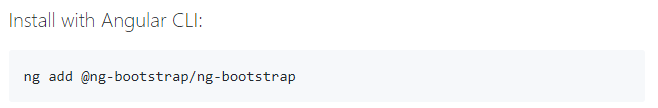 Install with Angular CLI:
ng add @ng-bootstrap/ng-bootstrap